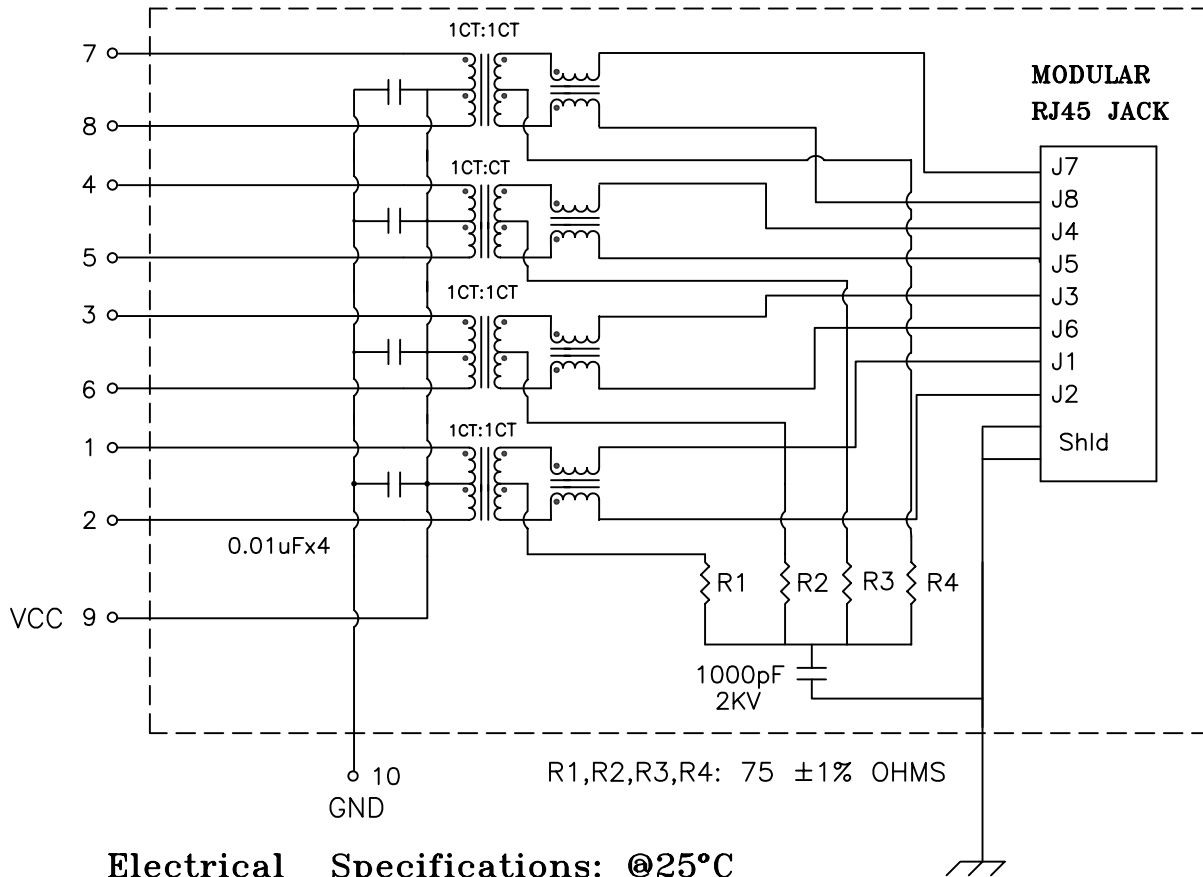 1CT:1CT
7
MODULAR
RJ45 JACK
8
J7
1CT:CT
4
J8
J4
5
J5
1CT:1CT
J3
3
J6
J1
6
J2
1CT:1CT
1
Shld
2
0.01uFx4
R1
R2
R3
R4
VCC 9
1000pF
2KV
10
GND
R1,R2,R3,R4: 75 ±1% OHMS
Electrical Specifications: @25°C